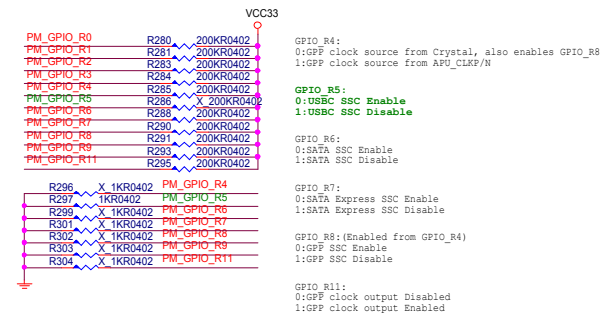 VCC33
PM_GPIO_R0 R280 200KR0402
PM_GPIO_R1 R281 200KR0402
PM_GPIO_R2 R283 200KR0402
PM_GPIO_R3 R284 200KR0402
PM_GPIO_R4 R285 200KR0402
PM_GPIO_R5 R286 X_200KR0402
PM_GPIO_R6 R288 200KR0402
PM_GPIO_R7 R290 200KR0402
PM_GPIO_R8 R291 200KR0402
PM_GPIO_R9 R293 200KR0402
PM_GPIO_R11 R295 200KR0402
R296 X_1KR0402 PM_GPIO_R4
R297 1KR0402 PM_GPIO_R5
R299 X_1KR0402 PM_GPIO_R6
R301 X_1KR0402 PM_GPIO_R7
R302 X_1KR0402 PM_GPIO_R8
R303 X_1KR0402 PM_GPIO_R9
R304 X_1KR0402 PM_GPIO_R11
GPIO_R4:
0:GPP clock source from Crystal, also enables GPIO_R8
1:GPP clock source from APU_CLKP/N
GPIO_R5:
0:USBC SSC Enable
1:USBC SSC Disable
GPIO_R6:
0:SATA SSC Enable
1:SATA SSC Disable
GPIO_R7:
0:SATA Express SSC Enable
1:SATA Express SSC Disable
GPIO_R8:(Enabled from GPIO_R4)
0:GPP SSC Enable
1:GPP SSC Disable
GPIO_R11:
0:GPP clock output Disabled
1:GPP clock output Enabled